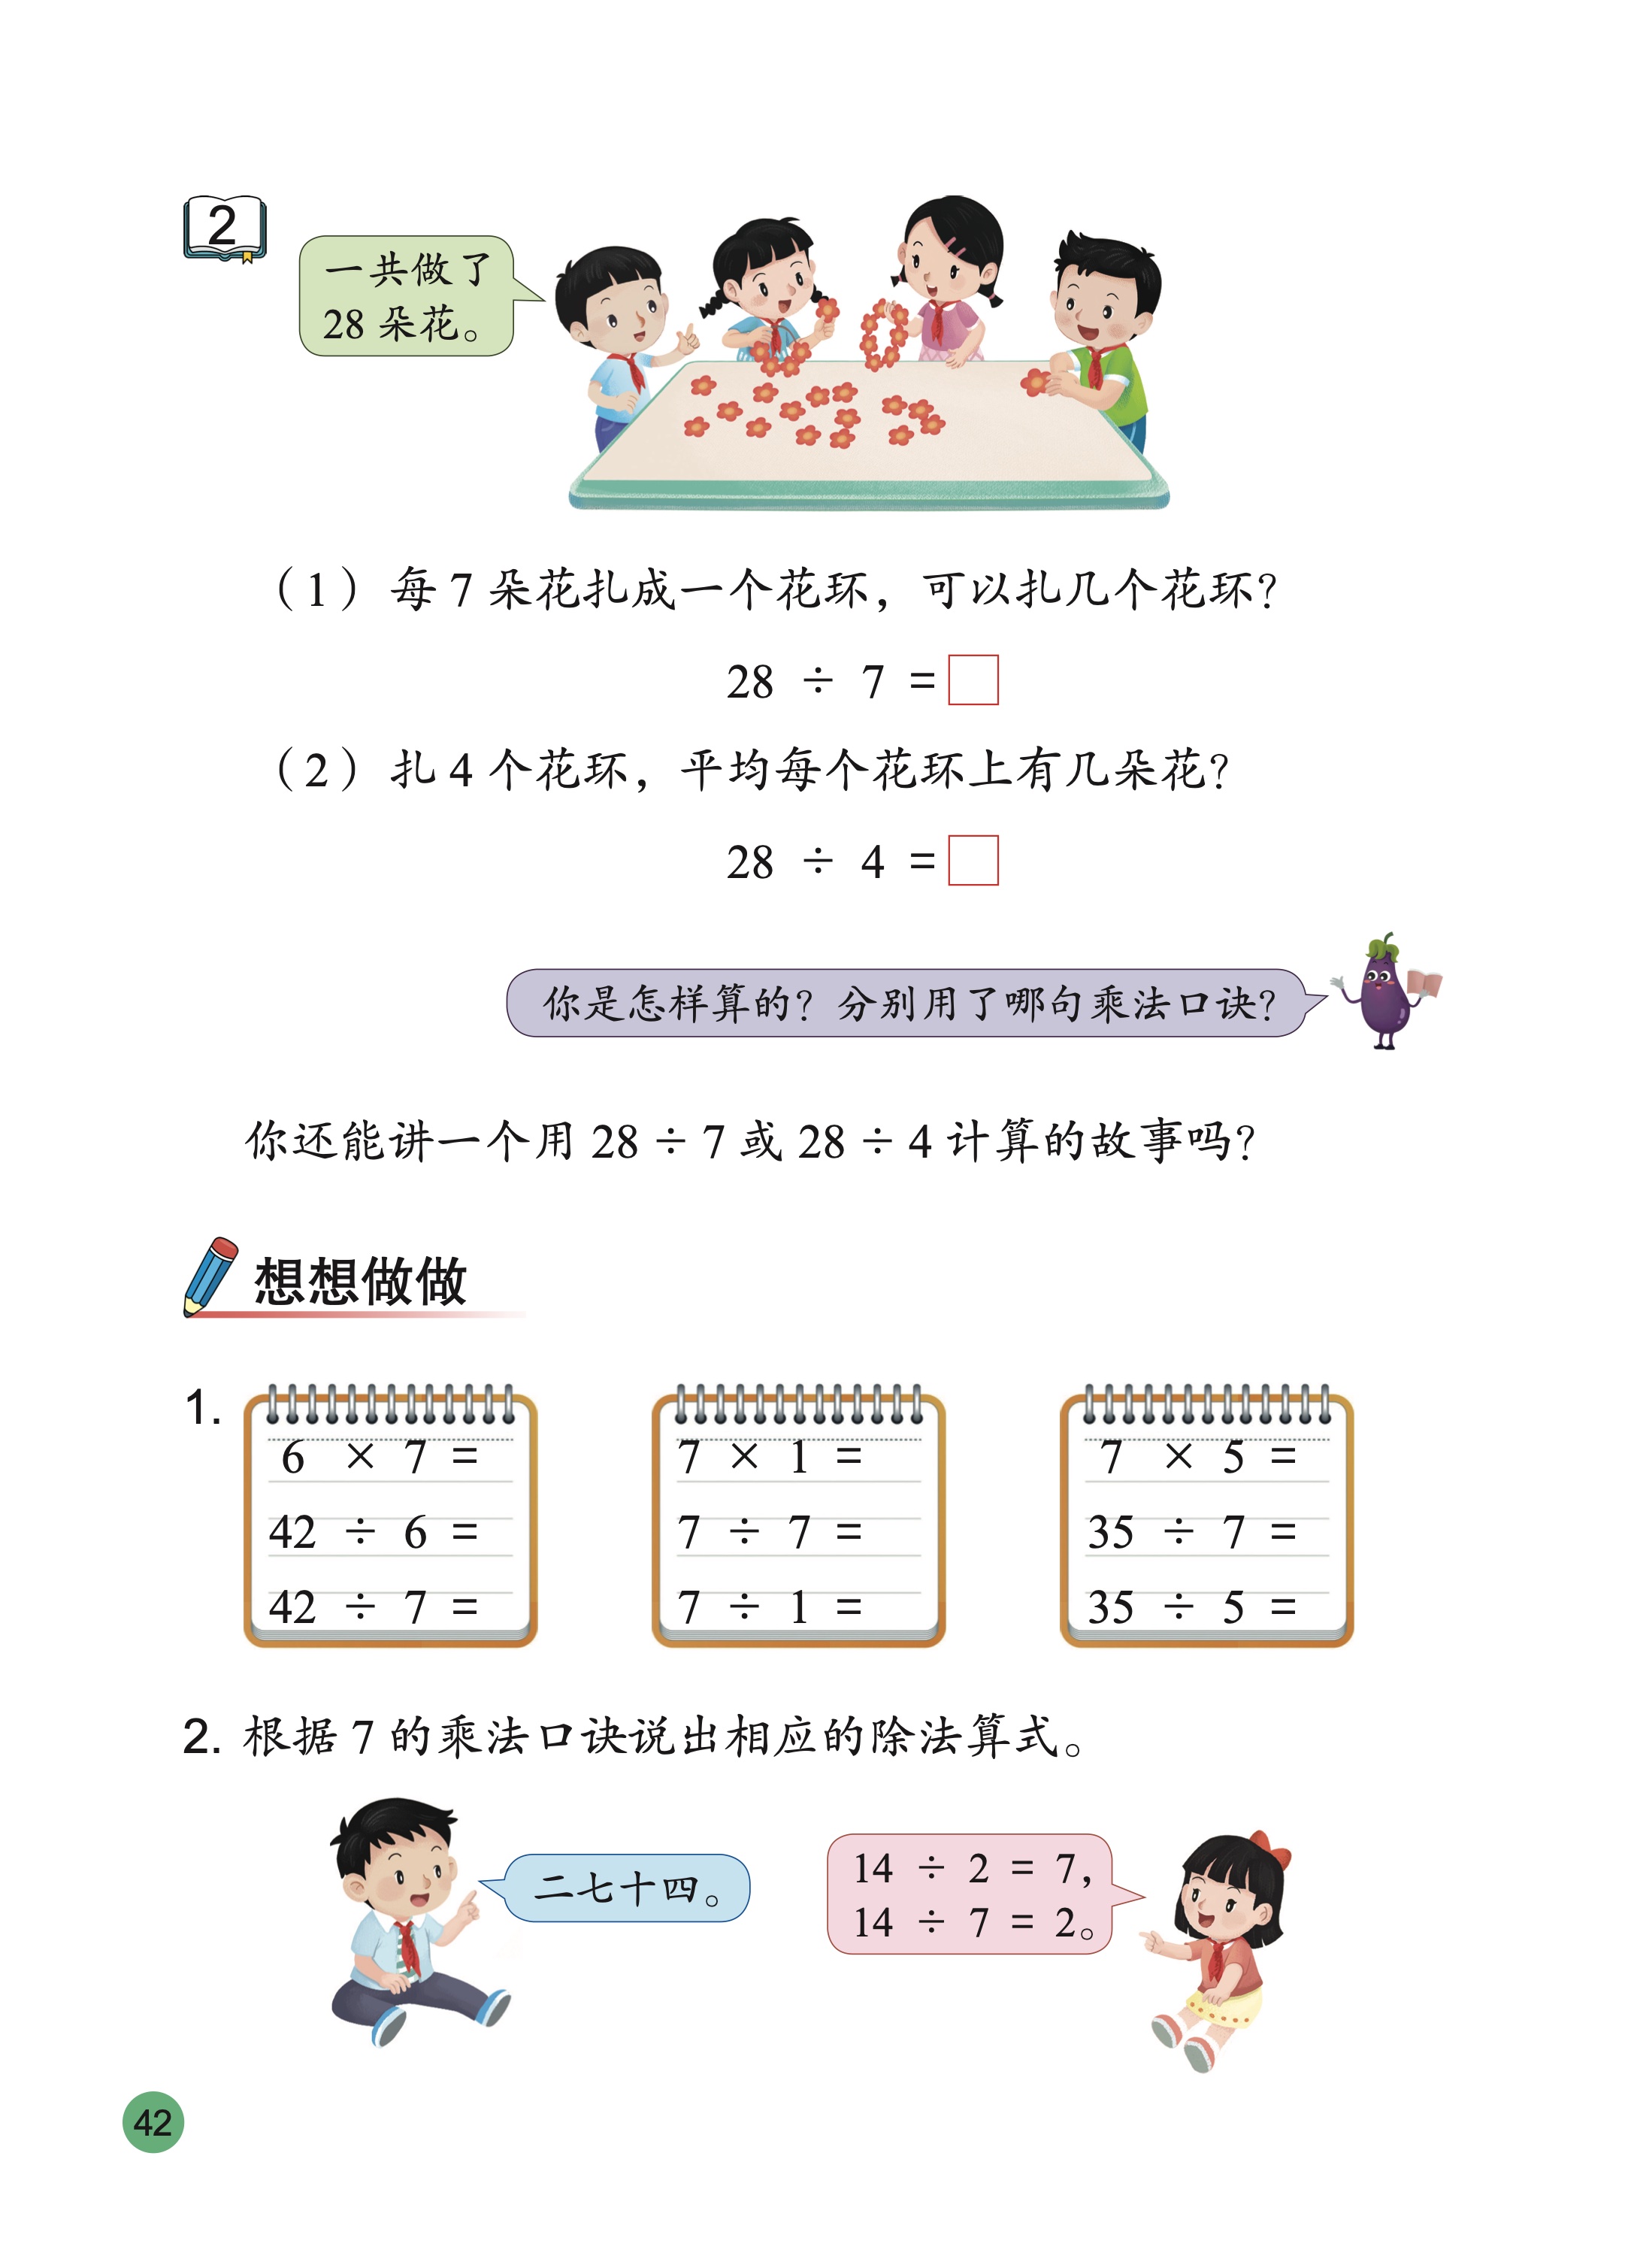 2
一共做了
28 朵花。
（1）每 7 朵花扎成一个花环，可以扎几个花环？
28 ÷ 7 =
（2）扎 4 个花环，平均每个花环上有几朵花？
28 ÷ 4 =
你是怎样算的？分别用了哪句乘法口诀？
你还能讲一个用 28 ÷ 7 或 28 ÷ 4 计算的故事吗？
想想做做
1.
6 × 7 =
42 ÷ 6 =
42 ÷ 7 =
7 × 1 =
7 ÷ 7 =
7 ÷ 1 =
7 × 5 =
35 ÷ 7 =
35 ÷ 5 =
2. 根据 7 的乘法口诀说出相应的除法算式。
二七十四。
14 ÷ 2 = 7,
14 ÷ 7 = 2。
42